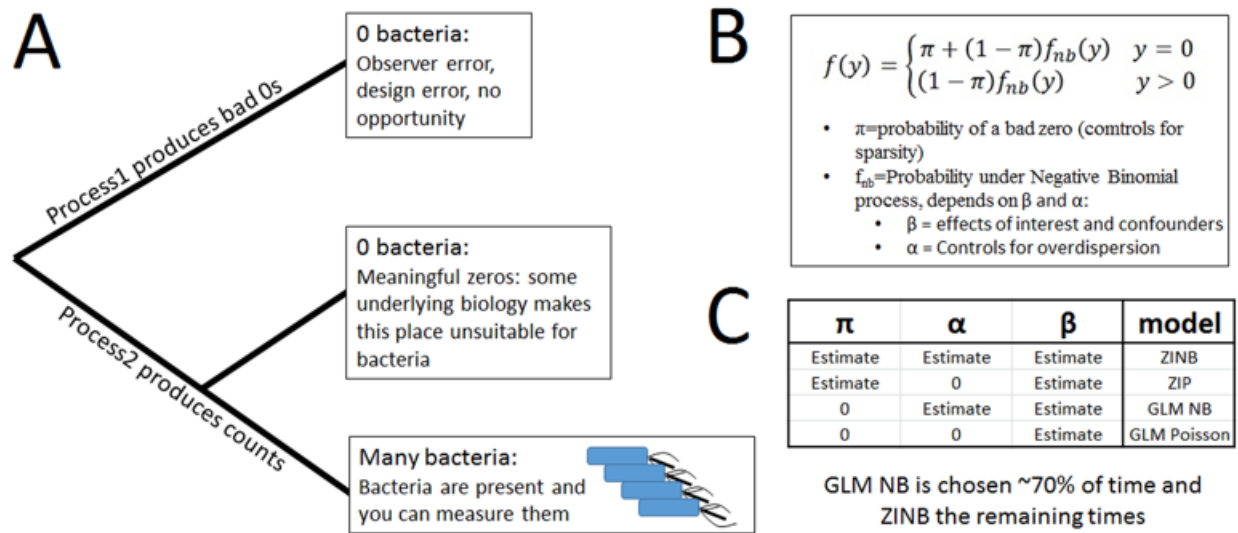 A
0 bacteria:
Observer error,
design error, no
opportunity
Process1 produces bad 0s
0 bacteria:
Meaningful zeros: some
underlying biology makes
this place unsuitable for
bacteria
Process2 produces counts
Many bacteria:
Bacteria are present and
you can measure them
B
f(y) = {π + (1 − π)f_nb(y) y = 0
(1 − π)f_nb(y) y > 0
• π=probability of a bad zero (comtrols for
sparsity)
• f_nb=Probability under Negative Binomial
process, depends on β and α:
• β = effects of interest and confounders
• α = Controls for overdispersion
C
π α β model
Estimate Estimate Estimate ZINB
Estimate 0 Estimate ZIP
0 Estimate Estimate GLM NB
0 0 Estimate GLM Poisson
GLM NB is chosen ~70% of time and
ZINB the remaining times